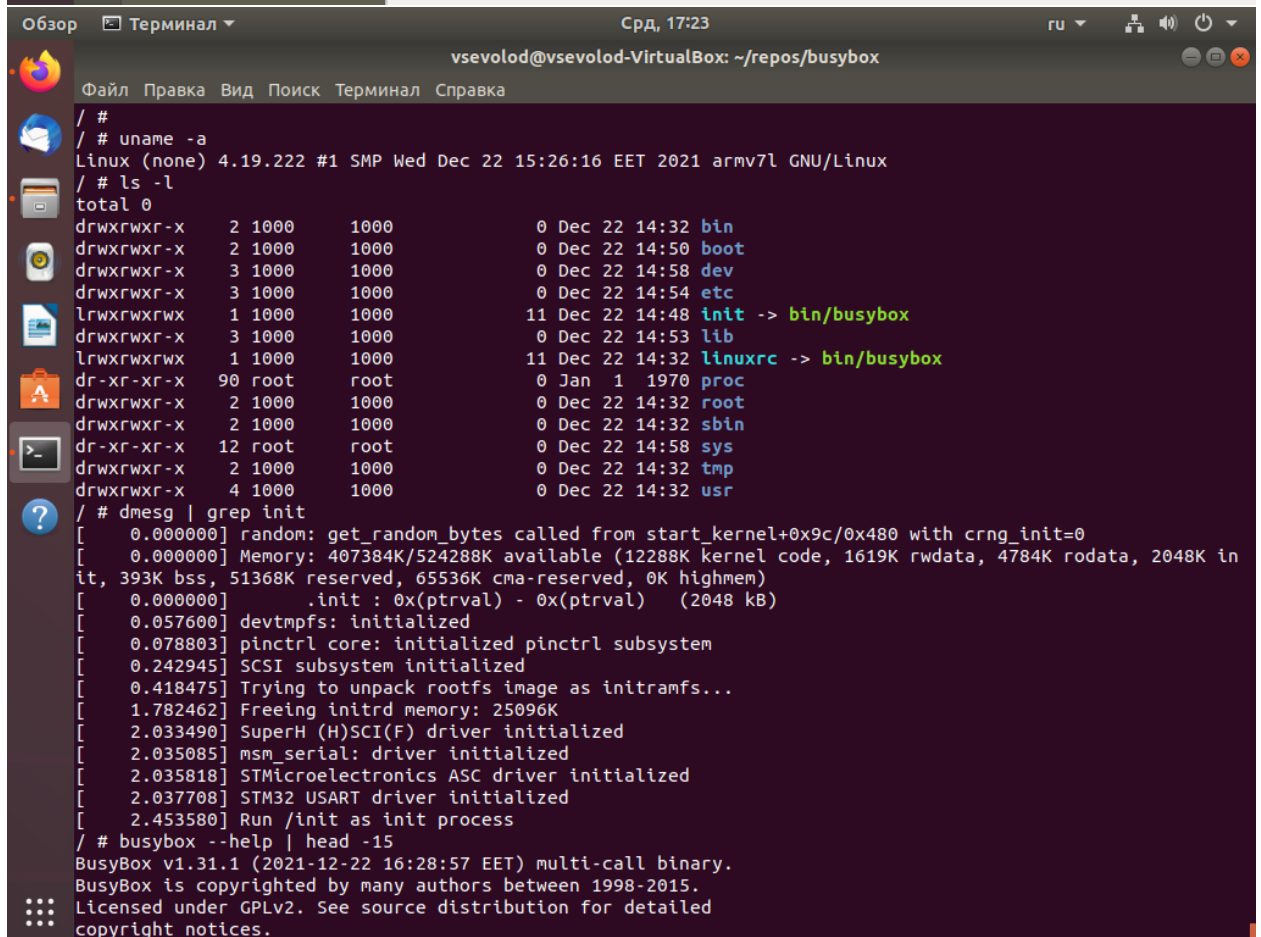 Обзор Терминал Срд, 17:23 ru
vsevolod@vsevolod-VirtualBox: ~/repos/busybox
Файл Правка Вид Поиск Терминал Справка
/ #
/ # uname -a
Linux (none) 4.19.222 #1 SMP Wed Dec 22 15:26:16 EET 2021 armv7l GNU/Linux
/ # ls -l
total 0
drwxrwxr-x    2 1000     1000             0 Dec 22 14:32 bin
drwxrwxr-x    2 1000     1000             0 Dec 22 14:50 boot
drwxrwxr-x    3 1000     1000             0 Dec 22 14:58 dev
drwxrwxr-x    3 1000     1000             0 Dec 22 14:54 etc
lrwxrwxrwx    1 1000     1000            11 Dec 22 14:48 init -> bin/busybox
drwxrwxr-x    3 1000     1000             0 Dec 22 14:53 lib
lrwxrwxrwx    1 1000     1000            11 Dec 22 14:32 linuxrc -> bin/busybox
dr-xr-xr-x   90 root     root             0 Jan  1  1970 proc
drwxrwxr-x    2 1000     1000             0 Dec 22 14:32 root
drwxrwxr-x    2 1000     1000             0 Dec 22 14:32 sbin
dr-xr-xr-x   12 root     root             0 Dec 22 14:58 sys
drwxrwxr-x    2 1000     1000             0 Dec 22 14:32 tmp
drwxrwxr-x    4 1000     1000             0 Dec 22 14:32 usr
/ # dmesg | grep init
[    0.000000] random: get_random_bytes called from start_kernel+0x9c/0x480 with crng_init=0
[    0.000000] Memory: 407384K/524288K available (12288K kernel code, 1619K rwdata, 4784K rodata, 2048K in
it, 393K bss, 51368K reserved, 65536K cma-reserved, 0K highmem)
[    0.000000]       .init : 0x(ptrval) - 0x(ptrval)   (2048 kB)
[    0.057600] devtmpfs: initialized
[    0.078803] pinctrl core: initialized pinctrl subsystem
[    0.242945] SCSI subsystem initialized
[    0.418475] Trying to unpack rootfs image as initramfs...
[    1.782462] Freeing initrd memory: 25096K
[    2.033490] SuperH (H)SCI(F) driver initialized
[    2.035085] msm_serial: driver initialized
[    2.035818] STMicroelectronics ASC driver initialized
[    2.037708] STM32 USART driver initialized
[    2.453580] Run /init as init process
/ # busybox --help | head -15
BusyBox v1.31.1 (2021-12-22 16:28:57 EET) multi-call binary.
BusyBox is copyrighted by many authors between 1998-2015.
Licensed under GPLv2. See source distribution for detailed
copyright notices.